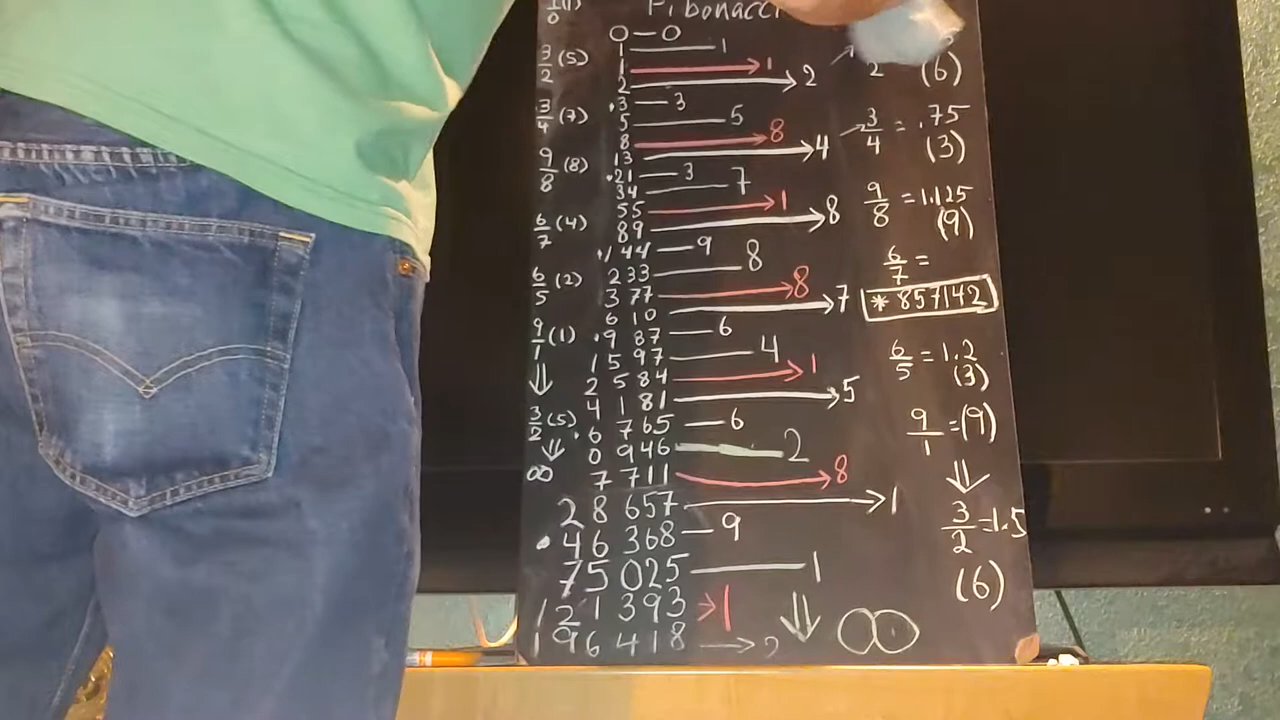 Fibonacci
0 — 0
3/2 (5) 1 — 1
1 → 1
2 → 2
2 (6)
3/4 (7) .3 — 3
5 — 5
8 → 8
13 → 4
3/4 = .75 (3)
9/8 (8) .21 — 3
34 — 7
55 → 1
89 → 8
9/8 = 1.125 (9)
6/7 (4) 144 — 9
233 — 8
377 → 8
610 → 7
6/7 =
*857142
6/5 (2) .987 — 6
1597 — 4
2584 → 1
4181 → 5
6/5 = 1.2 (3)
9/1 (1) ⇓
.6765 — 6
0946 — 2
7711 → 8
28657 → 1
9/1 = (9)
⇓
3/2 (5) ⇓ ∞
.46368 — 9
75025 — 1
121393 → 1
196418 → 2
⇓ ∞
3/2 = 1.5
(6)